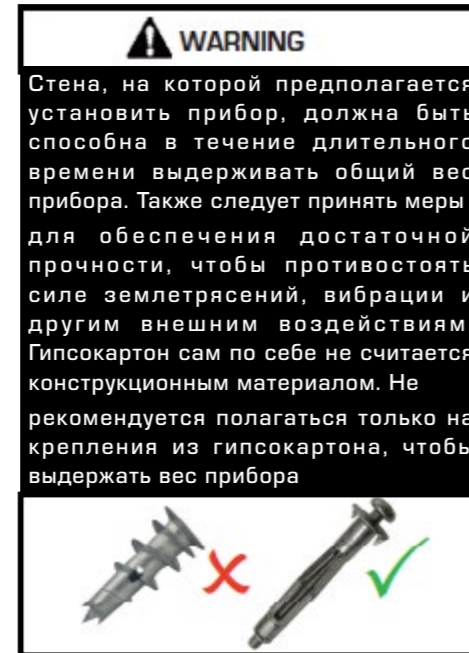 WARNING
Стена, на которой предполагается
установить прибор, должна быть
способна в течение длительного
времени выдерживать общий вес
прибора. Также следует принять меры
для обеспечения достаточной
прочности, чтобы противостоять
силе землетрясений, вибрации и
другим внешним воздействиям
Гипсокартон сам по себе не считается
конструкционным материалом. Не
рекомендуется полагаться только на
крепления из гипсокартона, чтобы
выдержать вес прибора